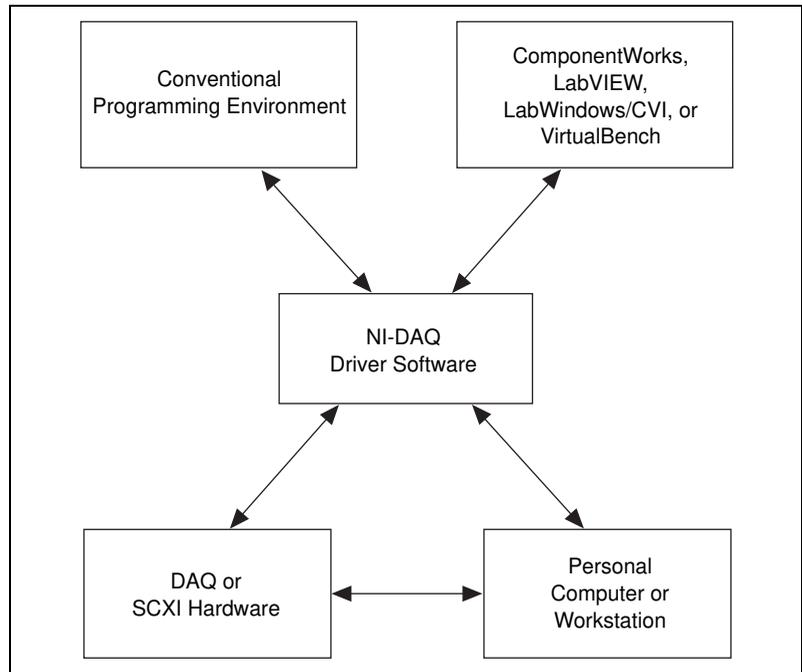 Conventional
Programming Environment
ComponentWorks,
LabVIEW,
LabWindows/CVI, or
VirtualBench
NI-DAQ
Driver Software
DAQ or
SCXI Hardware
Personal
Computer or
Workstation